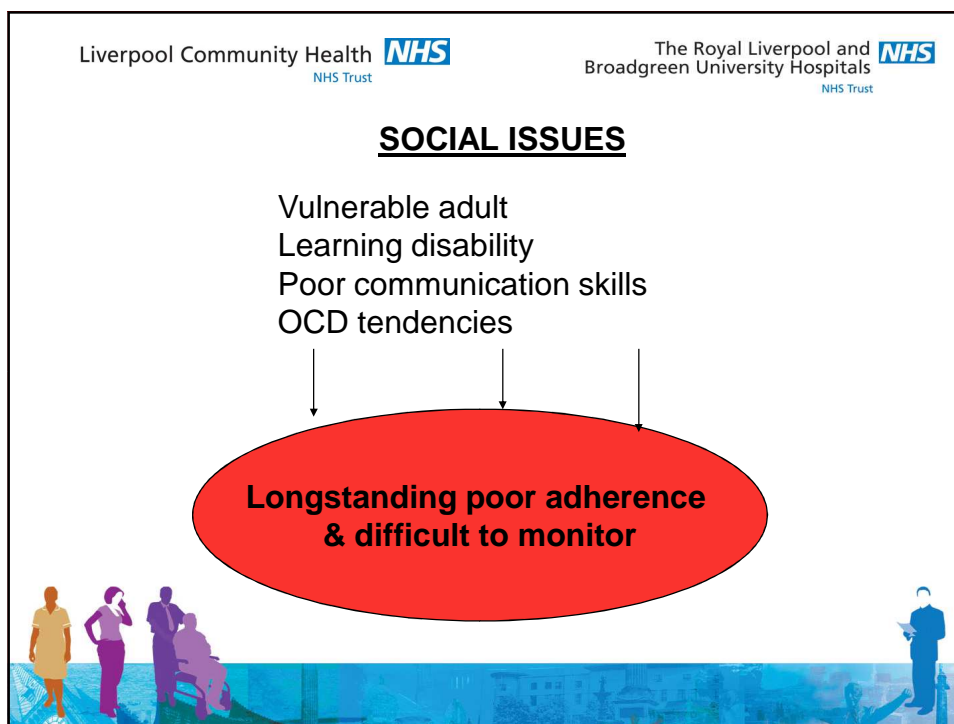 Liverpool Community Health NHS
NHS Trust
The Royal Liverpool and NHS
Broadgreen University Hospitals
NHS Trust
SOCIAL ISSUES
Vulnerable adult
Learning disability
Poor communication skills
OCD tendencies
Longstanding poor adherence
& difficult to monitor